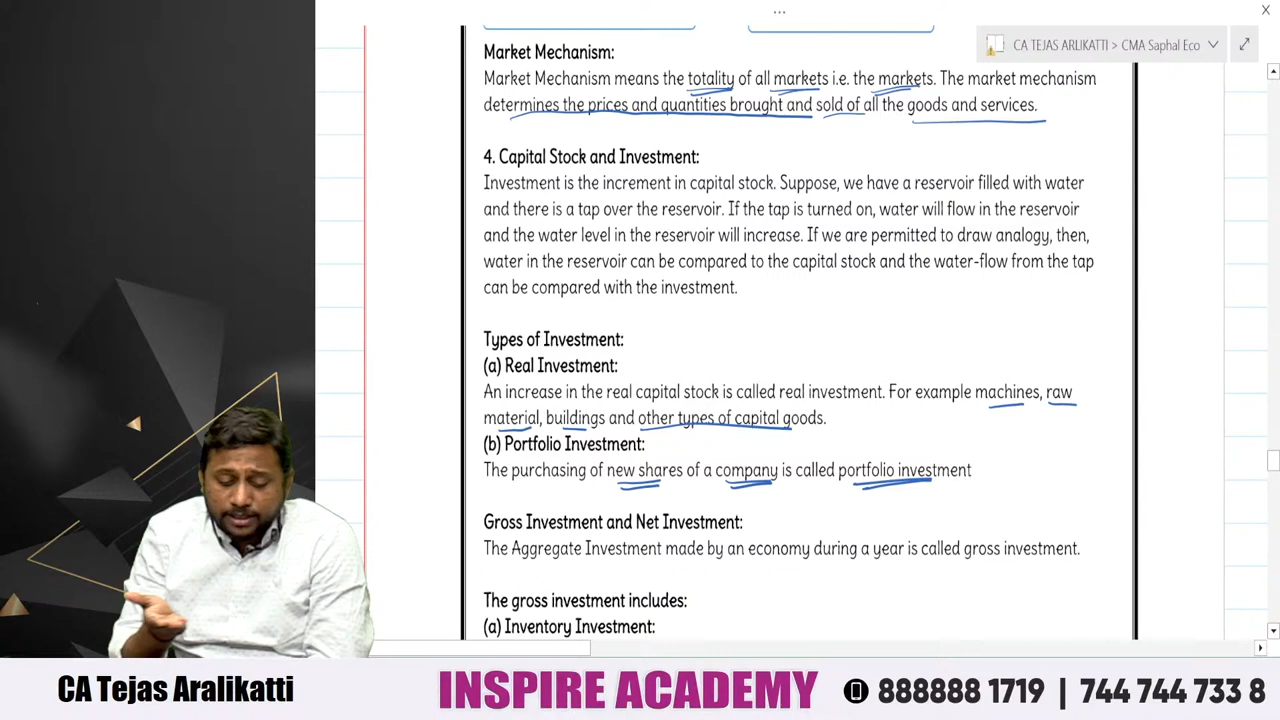 CA TEJAS ARLIKATTI > CMA Saphal Eco
Market Mechanism:
Market Mechanism means the totality of all markets i.e. the markets. The market mechanism
determines the prices and quantities brought and sold of all the goods and services.
4. Capital Stock and Investment:
Investment is the increment in capital stock. Suppose, we have a reservoir filled with water
and there is a tap over the reservoir. If the tap is turned on, water will flow in the reservoir
and the water level in the reservoir will increase. If we are permitted to draw analogy, then,
water in the reservoir can be compared to the capital stock and the water-flow from the tap
can be compared with the investment.
Types of Investment:
(a) Real Investment:
An increase in the real capital stock is called real investment. For example machines, raw
material, buildings and other types of capital goods.
(b) Portfolio Investment:
The purchasing of new shares of a company is called portfolio investment
Gross Investment and Net Investment:
The Aggregate Investment made by an economy during a year is called gross investment.
The gross investment includes:
(a) Inventory Investment:
CA Tejas Aralikatti
INSPIRE ACADEMY
888888 1719 | 744 744 733 8